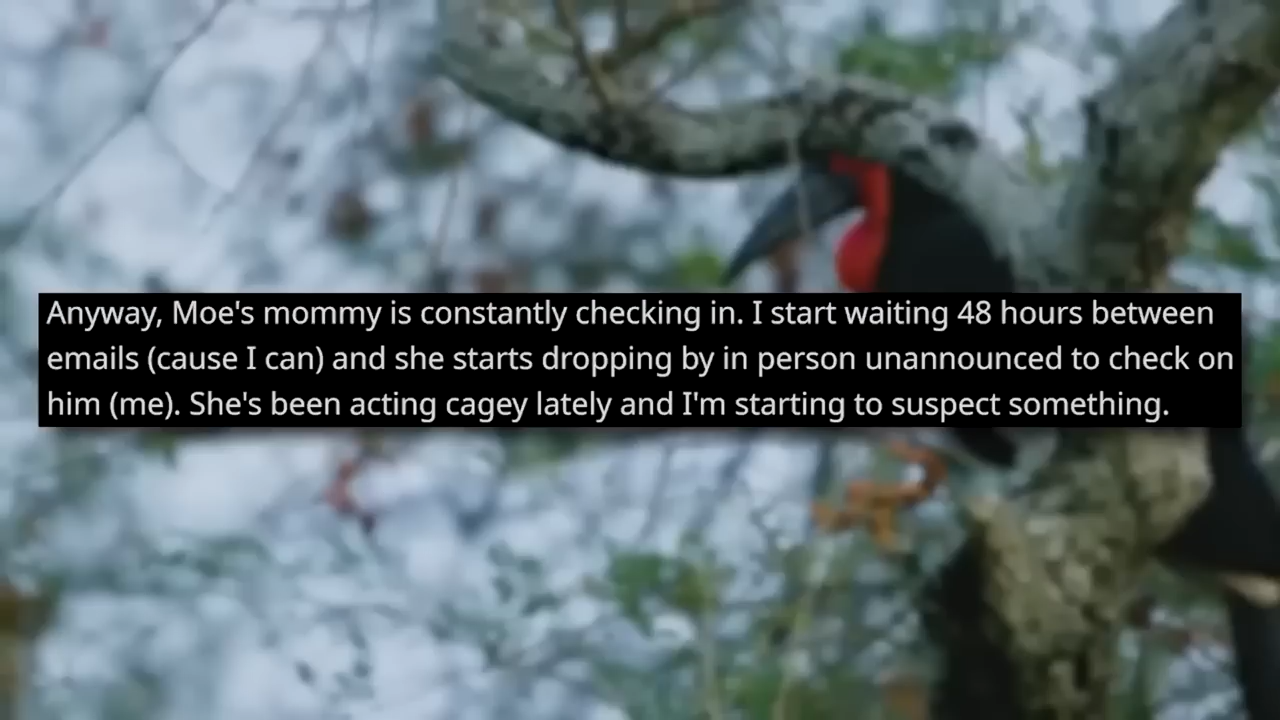 Anyway, Moe's mommy is constantly checking in. I start waiting 48 hours between
emails (cause I can) and she starts dropping by in person unannounced to check on
him (me). She's been acting cagey lately and I'm starting to suspect something.